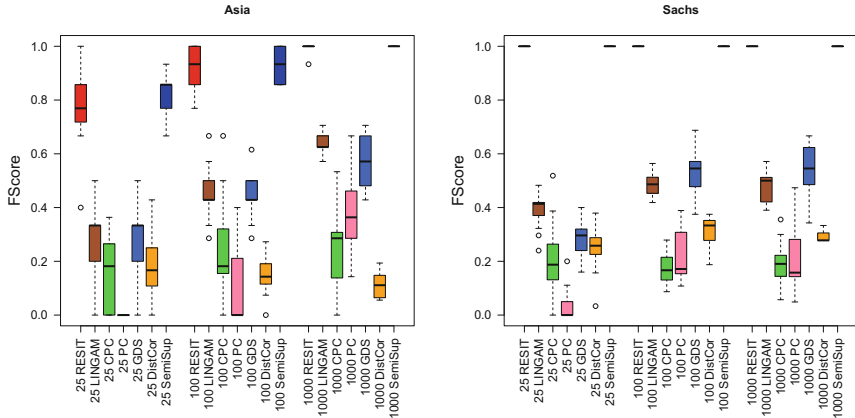 Asia
Sachs
FScore
1.0
0.8
0.6
0.4
0.2
0.0
25 RESIT
25 LINGAM
25 CPC
25 PC
25 GDS
25 DistCor
25 SemiSup
100 RESIT
100 LINGAM
100 CPC
100 PC
100 GDS
100 DistCor
100 SemiSup
1000 RESIT
1000 LINGAM
1000 CPC
1000 PC
1000 GDS
1000 DistCor
1000 SemiSup
FScore
1.0
0.8
0.6
0.4
0.2
0.0
25 RESIT
25 LINGAM
25 CPC
25 PC
25 GDS
25 DistCor
25 SemiSup
100 RESIT
100 LINGAM
100 CPC
100 PC
100 GDS
100 DistCor
100 SemiSup
1000 RESIT
1000 LINGAM
1000 CPC
1000 PC
1000 GDS
1000 DistCor
1000 SemiSup